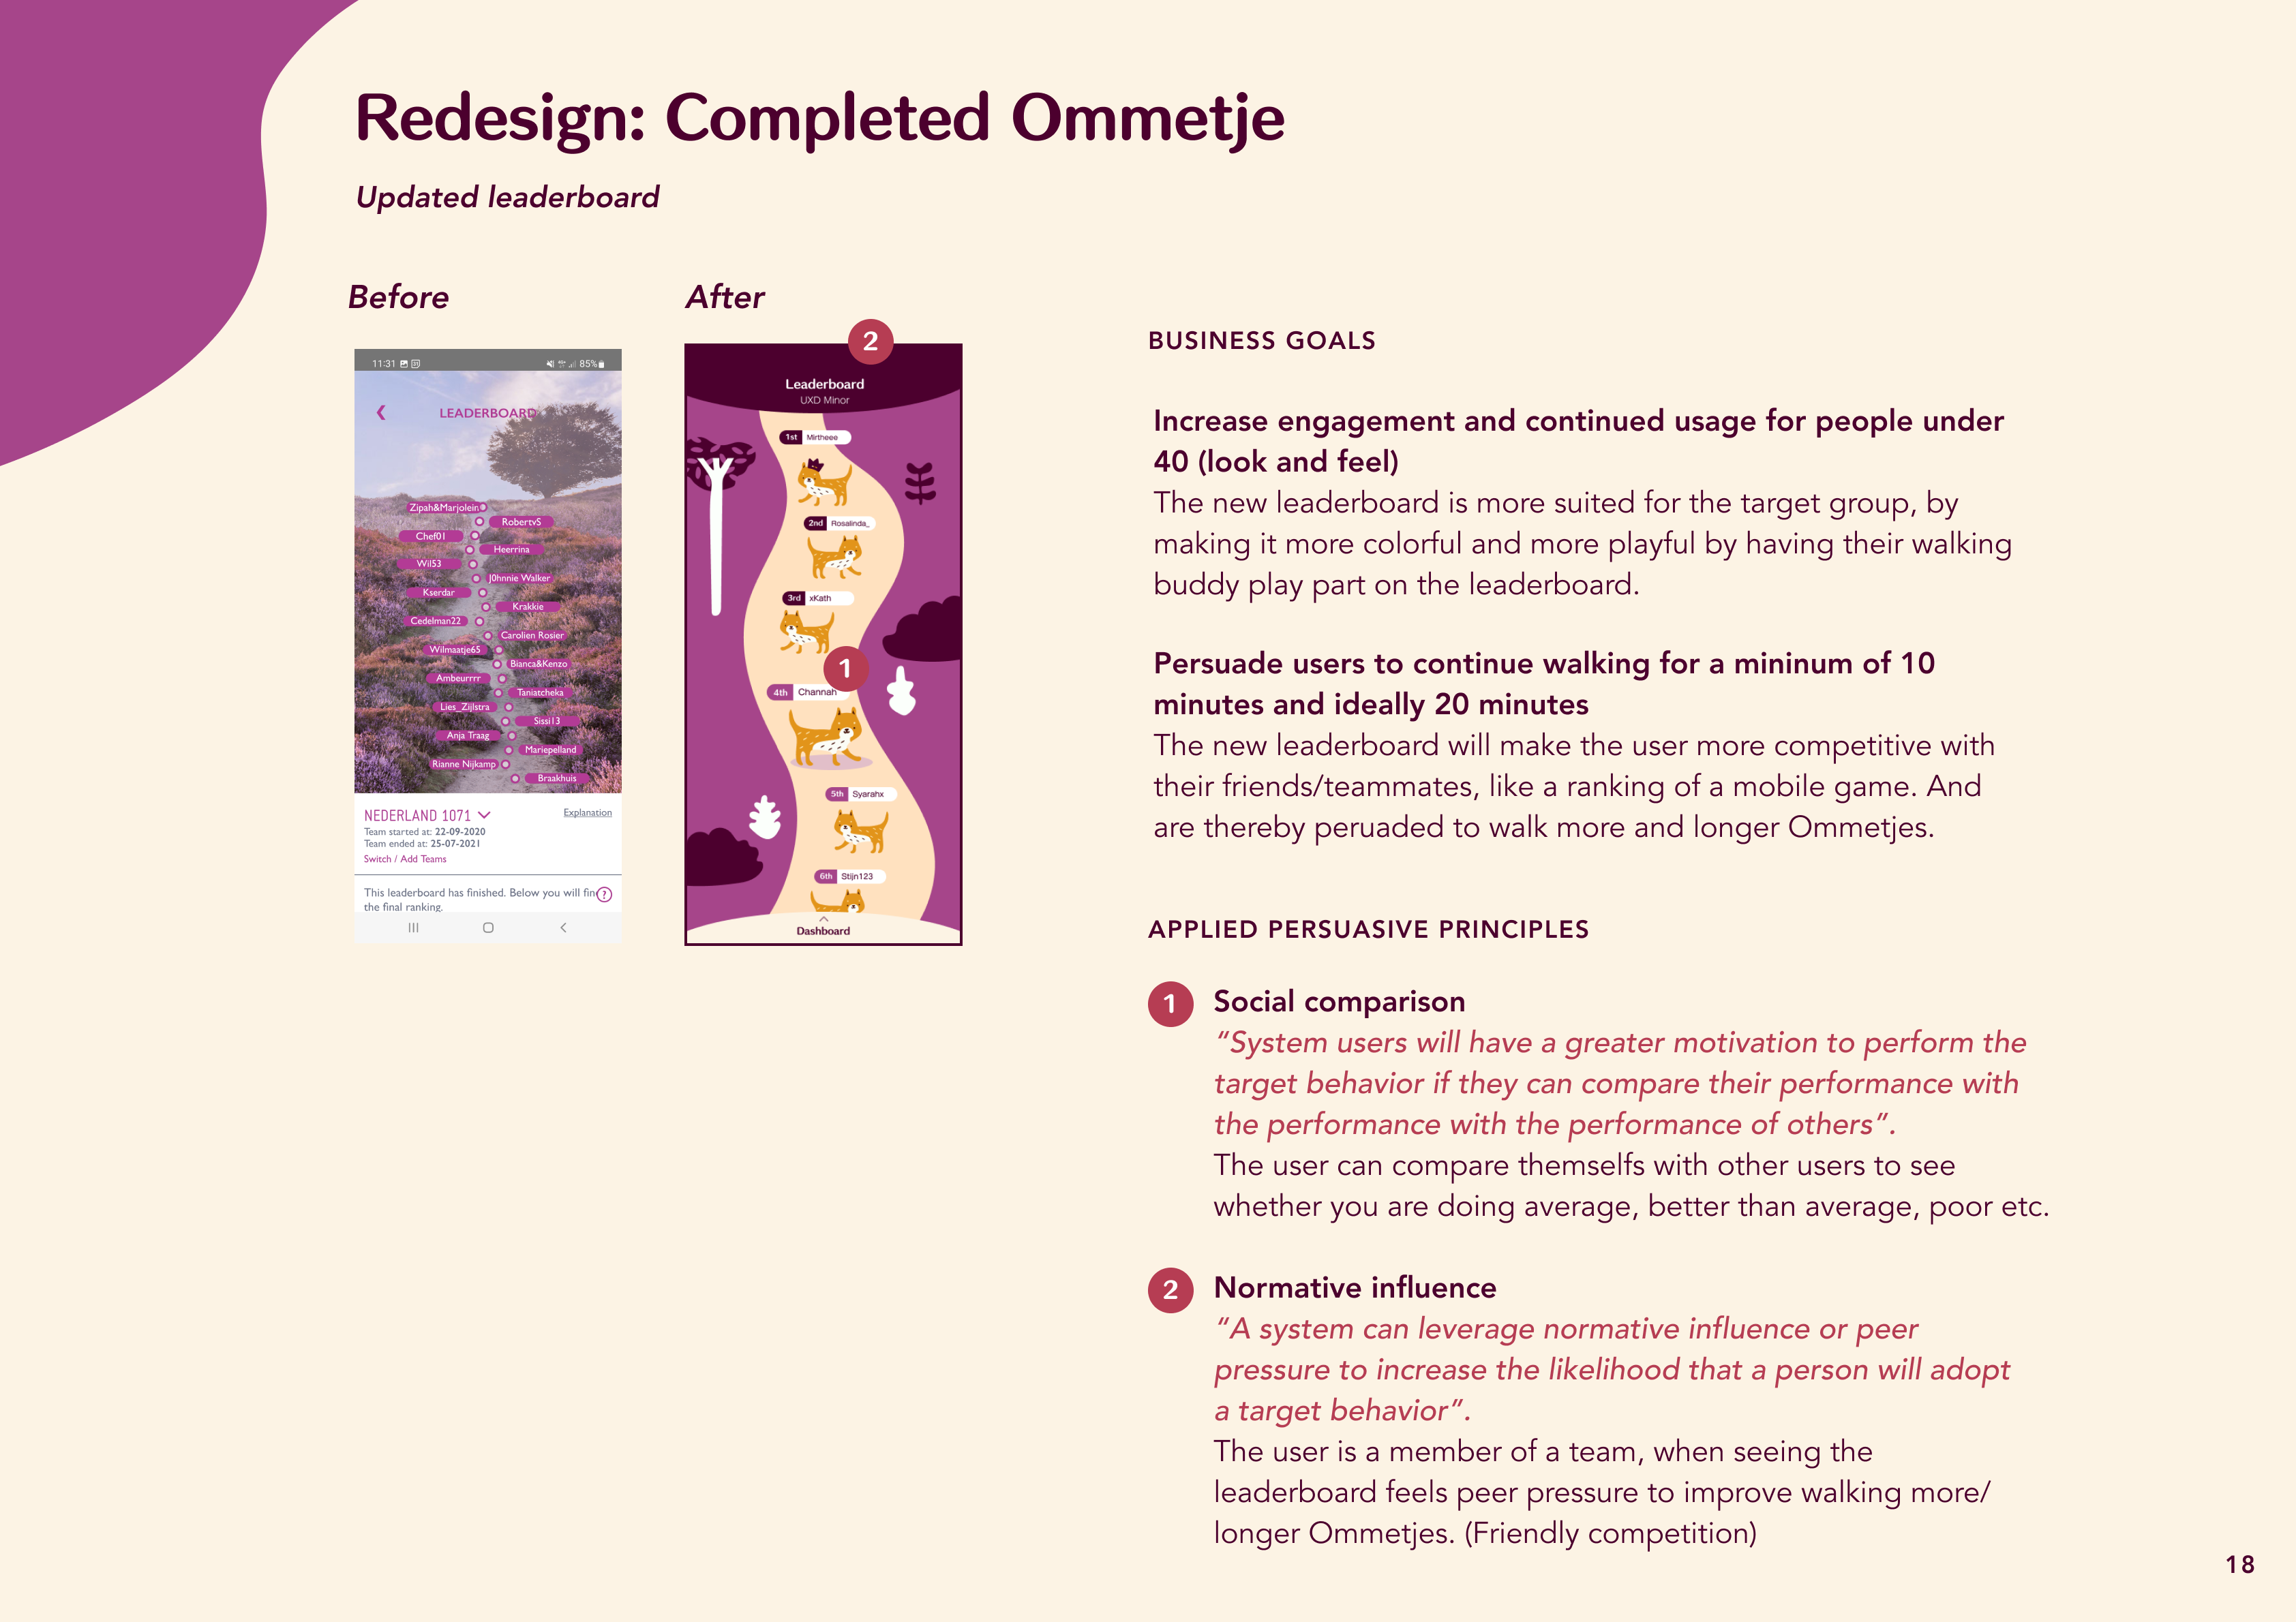 Redesign: Completed Ommetje
Updated leaderboard
Before
After
11:31
85%
LEADERBOARD
Zipah&Marjolein
RobertvS
Chef01
Heerrina
Wil53
J0hnnie Walker
Kserdar
Krakkie
Cedelman22
Carolien Rosier
Wilmaatje65
Bianca&Kenzo
Ambeurrrr
Taniatcheka
Lies_Zijlstra
Sissi13
Anja Traag
Mariepelland
Rianne Nijkamp
Braakhuis
NEDERLAND 1071
Explanation
Team started at: 22-09-2020
Team ended at: 25-07-2021
Switch / Add Teams
This leaderboard has finished. Below you will fin
?
the final ranking.
2
Leaderboard
UXD Minor
1st Mirtheee
2nd Rosalinda_
3rd xKath
1
4th Channah
5th Syarahx
6th Stijn123
Dashboard
BUSINESS GOALS
Increase engagement and continued usage for people under
40 (look and feel)
The new leaderboard is more suited for the target group, by
making it more colorful and more playful by having their walking
buddy play part on the leaderboard.
Persuade users to continue walking for a mininum of 10
minutes and ideally 20 minutes
The new leaderboard will make the user more competitive with
their friends/teammates, like a ranking of a mobile game. And
are thereby peruaded to walk more and longer Ommetjes.
APPLIED PERSUASIVE PRINCIPLES
1 Social comparison
“System users will have a greater motivation to perform the
target behavior if they can compare their performance with
the performance with the performance of others”.
The user can compare themselfs with other users to see
whether you are doing average, better than average, poor etc.
2 Normative influence
“A system can leverage normative influence or peer
pressure to increase the likelihood that a person will adopt
a target behavior”.
The user is a member of a team, when seeing the
leaderboard feels peer pressure to improve walking more/
longer Ommetjes. (Friendly competition)
18